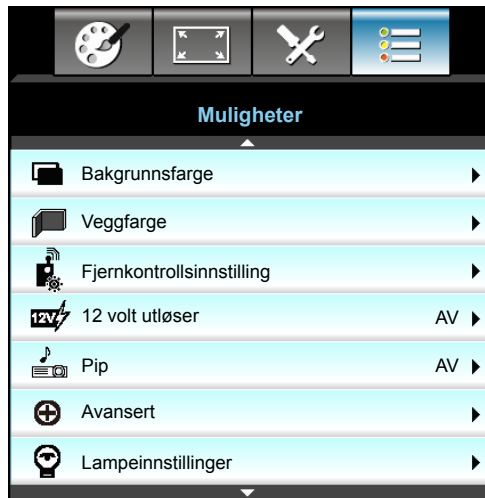 Muligheter
Bakgrunnsfarge
Veggfarge
Fjernkontrollsinnstilling
12V 12 volt utløser AV
Pip AV
Avansert
Lampeinnstillinger